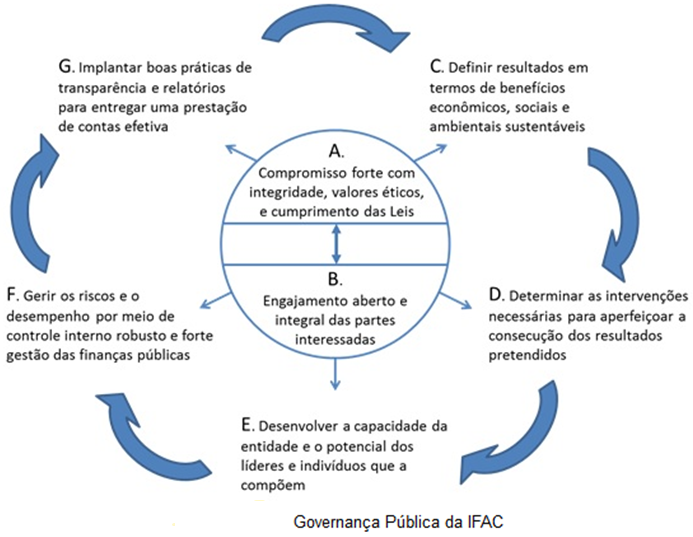 G. Implantar boas práticas de
transparência e relatórios
para entregar uma prestação
de contas efetiva
C. Definir resultados em
termos de benefícios
econômicos, sociais e
ambientais sustentáveis
A.
Compromisso forte com
integridade, valores éticos,
e cumprimento das Leis
B.
Engajamento aberto e
integral das partes
interessadas
F. Gerir os riscos e o
desempenho por meio de
controle interno robusto e forte
gestão das finanças públicas
D. Determinar as intervenções
necessárias para aperfeiçoar a
consecução dos resultados
pretendidos
E. Desenvolver a capacidade da
entidade e o potencial dos
líderes e indivíduos que a
compõem
Governança Pública da IFAC